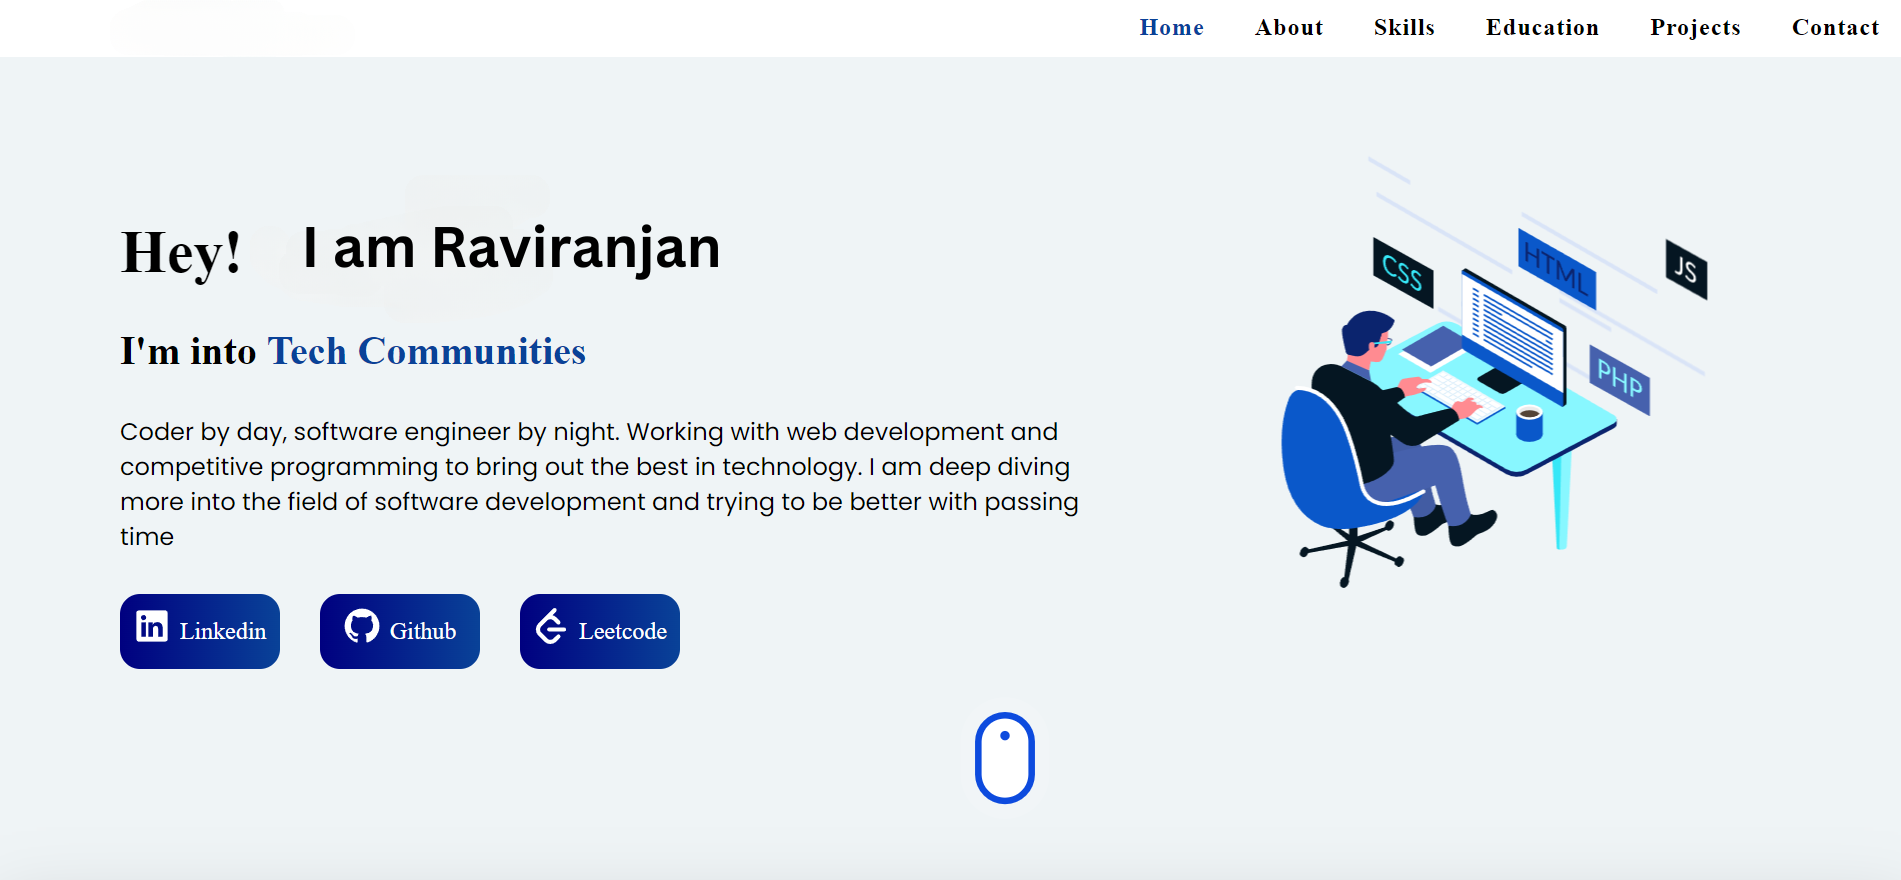 Home About Skills Education Projects Contact
Hey! I am Raviranjan
I'm into Tech Communities
Coder by day, software engineer by night. Working with web development and
competitive programming to bring out the best in technology. I am deep diving
more into the field of software development and trying to be better with passing
time
Linkedin Github Leetcode
CSS
HTML
JS
PHP